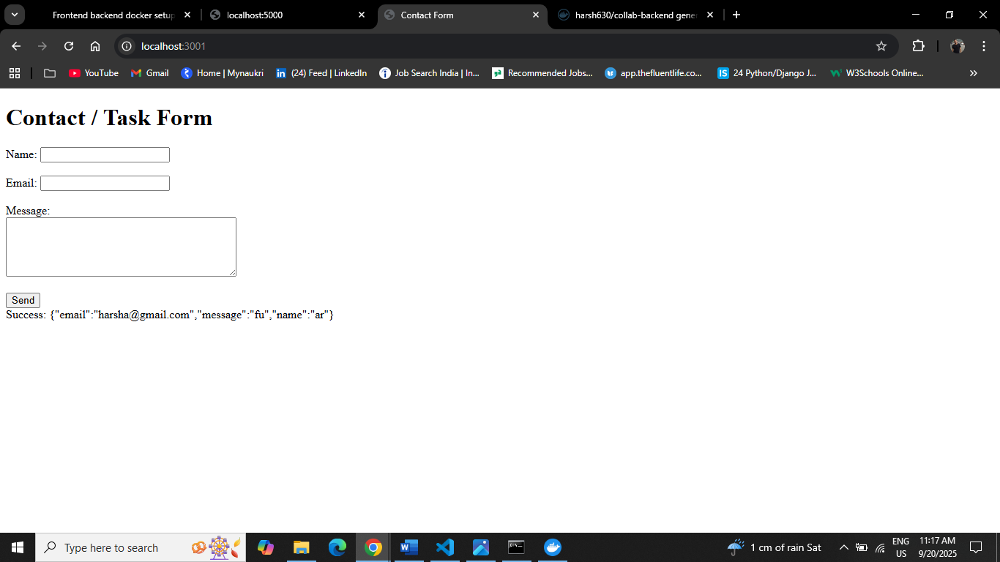 Frontend backend docker setup
localhost:5000
Contact Form
harsh630/collab-backend gene
localhost:3001
YouTube
Gmail
Home | Mynaukri
(24) Feed | LinkedIn
Job Search India | In...
Recommended Jobs...
app.thefluentlife.co...
24 Python/Django J...
W3Schools Online...
Contact / Task Form
Name:
Email:
Message:
Send
Success: {"email":"harsha@gmail.com","message":"fu","name":"ar"}
Type here to search
1 cm of rain Sat
ENG
US
11:17 AM
9/20/2025